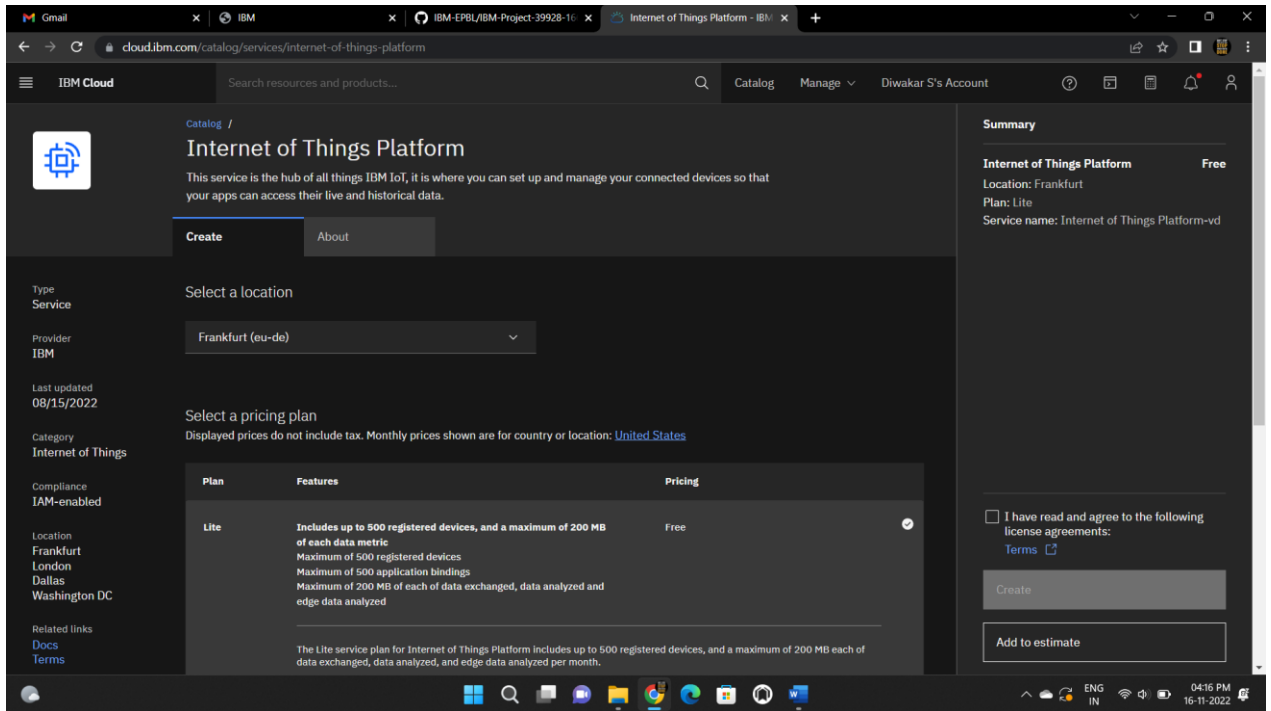 Gmail
IBM
IBM-EPBL/IBM-Project-39928-16
Internet of Things Platform - IBM
cloud.ibm.com/catalog/services/internet-of-things-platform
IBM Cloud
Search resources and products...
Catalog
Manage
Diwakar S's Account
Catalog /
Internet of Things Platform
This service is the hub of all things IBM IoT, it is where you can set up and manage your connected devices so that
your apps can access their live and historical data.
Create
About
Type
Service
Provider
IBM
Last updated
08/15/2022
Category
Internet of Things
Compliance
IAM-enabled
Location
Frankfurt
London
Dallas
Washington DC
Related links
Docs
Terms
Select a location
Frankfurt (eu-de)
Select a pricing plan
Displayed prices do not include tax. Monthly prices shown are for country or location: United States
Plan Features Pricing
Lite
Includes up to 500 registered devices, and a maximum of 200 MB
of each data metric
Maximum of 500 registered devices
Maximum of 500 application bindings
Maximum of 200 MB of each of data exchanged, data analyzed and
edge data analyzed
Free
The Lite service plan for Internet of Things Platform includes up to 500 registered devices, and a maximum of 200 MB each of
data exchanged, data analyzed, and edge data analyzed per month.
Summary
Internet of Things Platform Free
Location: Frankfurt
Plan: Lite
Service name: Internet of Things Platform-vd
I have read and agree to the following
license agreements:
Terms
Create
Add to estimate
ENG
IN
04:16 PM
16-11-2022